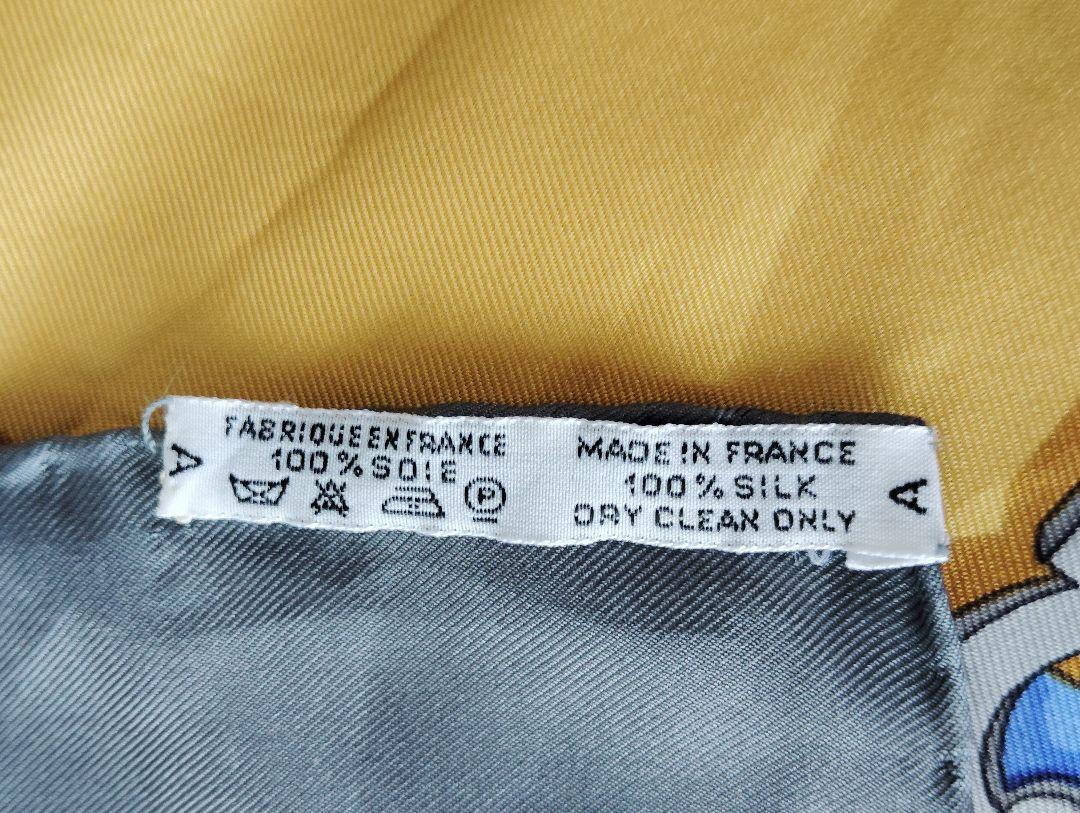 A
FABRIQUE EN FRANCE
100 % SOIE
P
MADE IN FRANCE
100 % SILK
DRY CLEAN ONLY
A